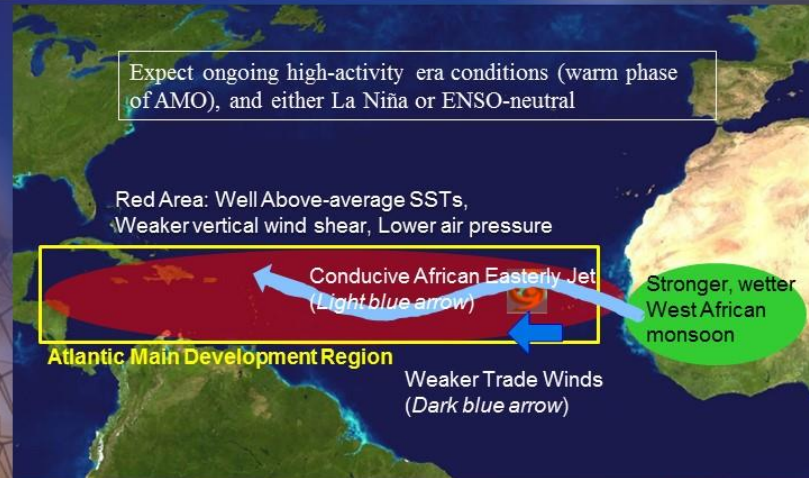 Expect ongoing high-activity era conditions (warm phase
of AMO), and either La Niña or ENSO-neutral
Red Area: Well Above-average SSTs,
Weaker vertical wind shear, Lower air pressure
Conducive African Easterly Jet
(Light blue arrow)
Stronger, wetter
West African
monsoon
Atlantic Main Development Region
Weaker Trade Winds
(Dark blue arrow)